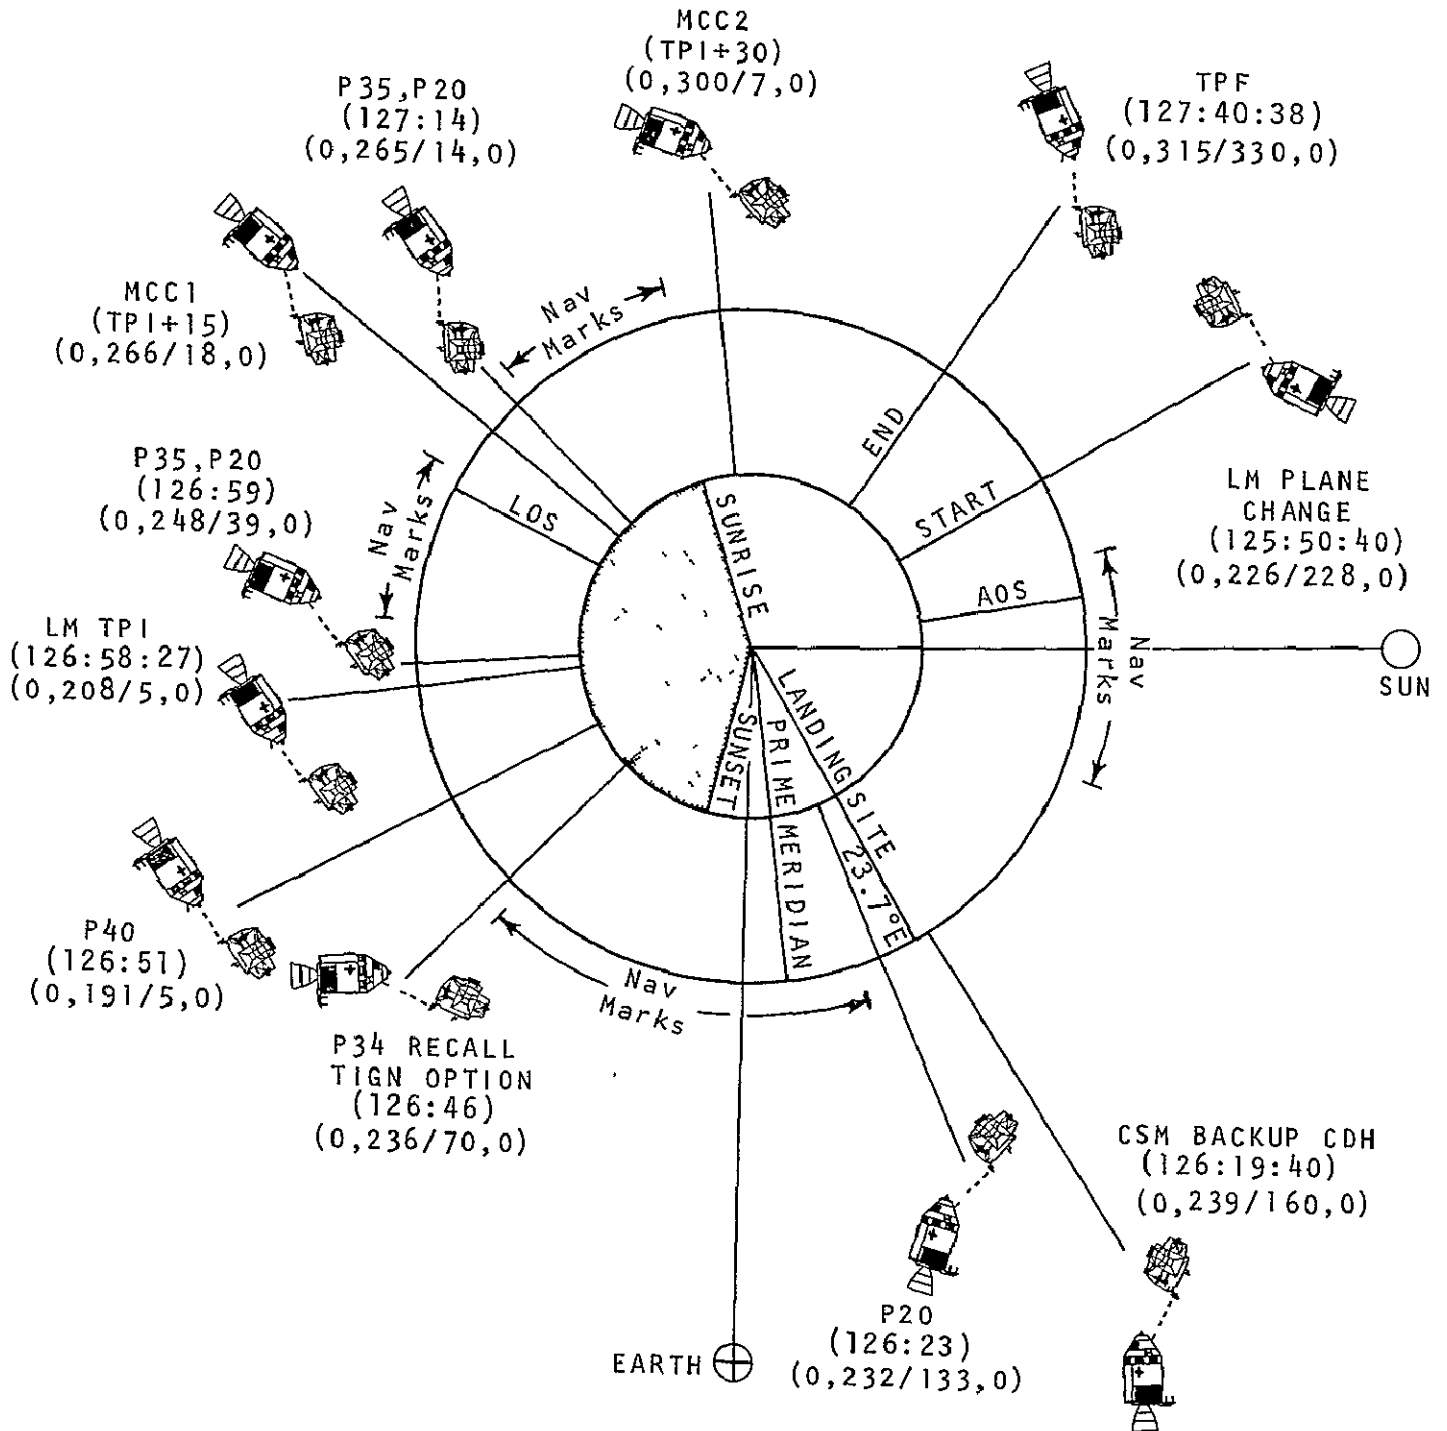 MCC2
(TPI+30)
(0,300/7,0)
P35,P20
(127:14)
(0,265/14,0)
TPF
(127:40:38)
(0,315/330,0)
MCC1
(TPI+15)
(0,266/18,0)
Nav
Marks
P35,P20
(126:59)
(0,248/39,0)
Nav
Marks
LOS
SUNRISE
END
START
AOS
LM PLANE
CHANGE
(125:50:40)
(0,226/228,0)
Nav
Marks
SUN
LM TPI
(126:58:27)
(0,208/5,0)
SUNSET
PRIME MERIDIAN
LANDING SITE
23.7°E
P40
(126:51)
(0,191/5,0)
Nav
Marks
P34 RECALL
TIGN OPTION
(126:46)
(0,236/70,0)
CSM BACKUP CDH
(126:19:40)
(0,239/160,0)
P20
(126:23)
(0,232/133,0)
EARTH